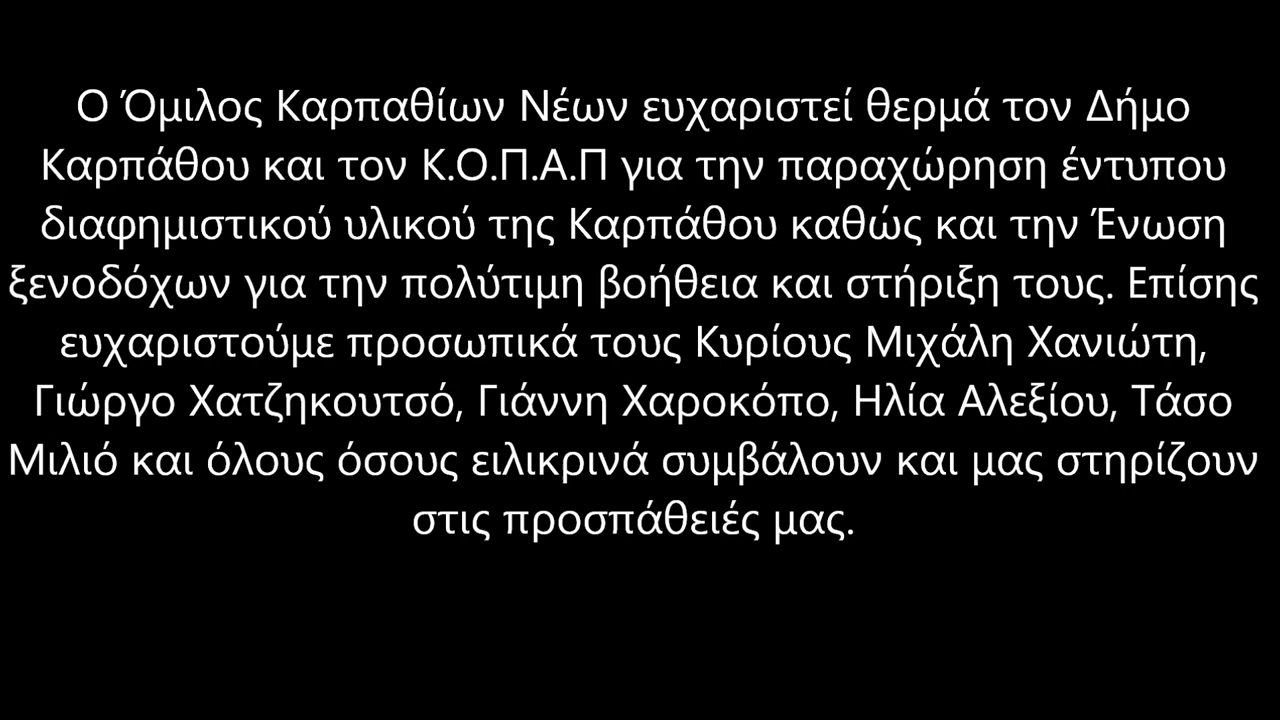 Ο Όμιλος Καρπαθίων Νέων ευχαριστεί θερμά τον Δήμο
Καρπάθου και τον Κ.Ο.Π.Α.Π για την παραχώρηση έντυπου
διαφημιστικού υλικού της Καρπάθου καθώς και την Ένωση
ξενοδόχων για την πολύτιμη βοήθεια και στήριξη τους. Επίσης
ευχαριστούμε προσωπικά τους Κυρίους Μιχάλη Χανιώτη,
Γιώργο Χατζηκουτσό, Γιάννη Χαροκόπο, Ηλία Αλεξίου, Τάσο
Μιλιό και όλους όσους ειλικρινά συμβάλουν και μας στηρίζουν
στις προσπάθειές μας.